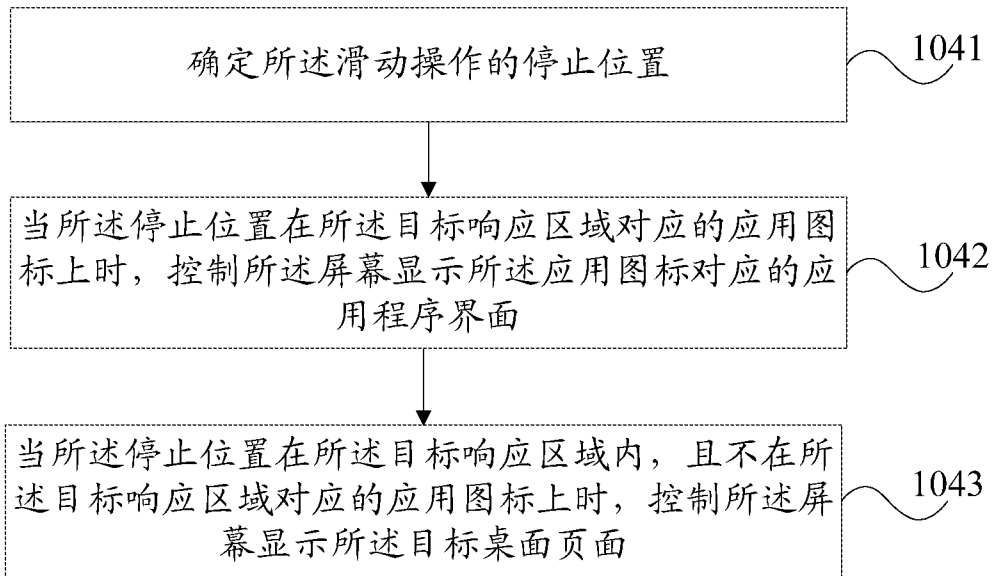 确定所述滑动操作的停止位置
1041
当所述停止位置在所述目标响应区域对应的应用图
标上时，控制所述屏幕显示所述应用图标对应的应
用程序界面
1042
当所述停止位置在所述目标响应区域内，且不在所
述目标响应区域对应的应用图标上时，控制所述屏
幕显示所述目标桌面页面
1043